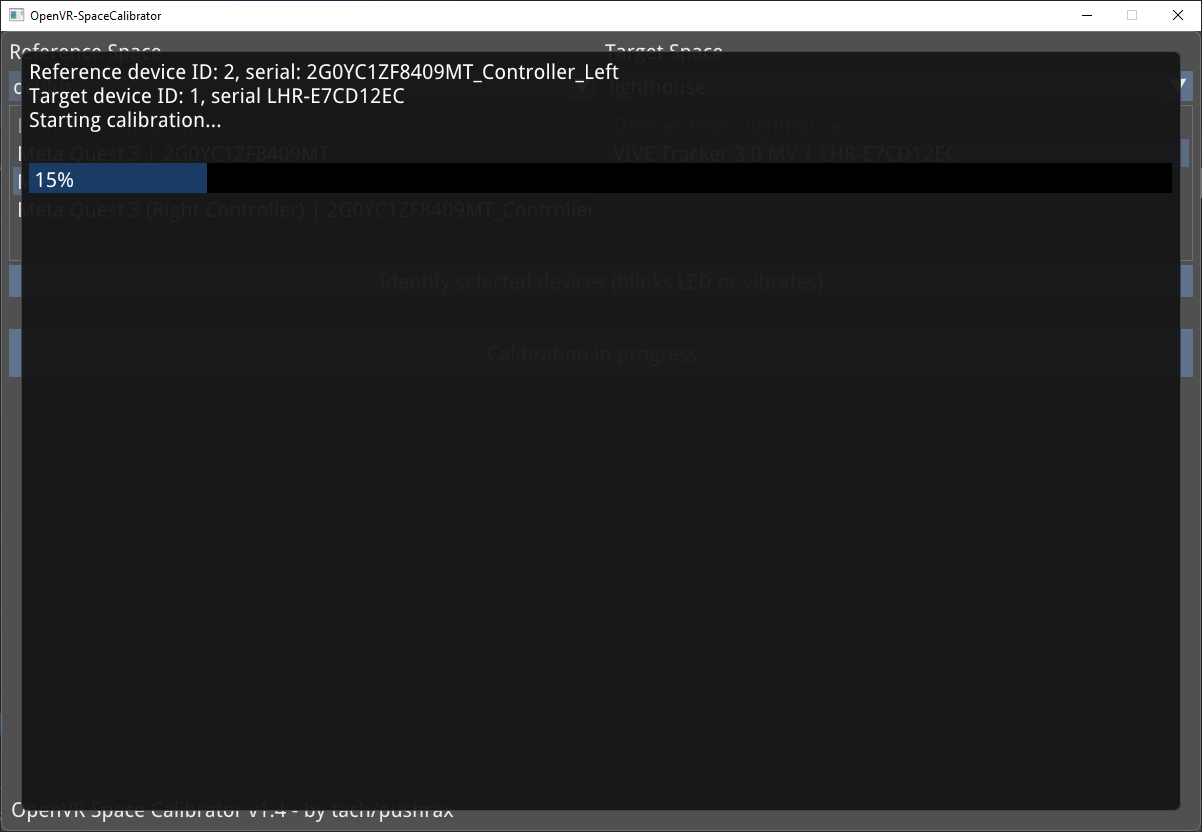 OpenVR-SpaceCalibrator
Reference Space
Target Space
Reference device ID: 2, serial: 2G0YC1ZF8409MT_Controller_Left
Target device ID: 1, serial LHR-E7CD12EC
Starting calibration...
lighthouse
Devices from: lighthouse
Meta Quest 3 | 2G0YC1ZF8409MT
VIVE Tracker 3.0 MV | LHR-E7CD12EC
15%
Meta Quest 3 (Right Controller) | 2G0YC1ZF8409MT_Controller
Identify selected devices (blinks LED or vibrates)
Calibration in progress...
OpenVR Space Calibrator v1.4 - by tach/pushrax